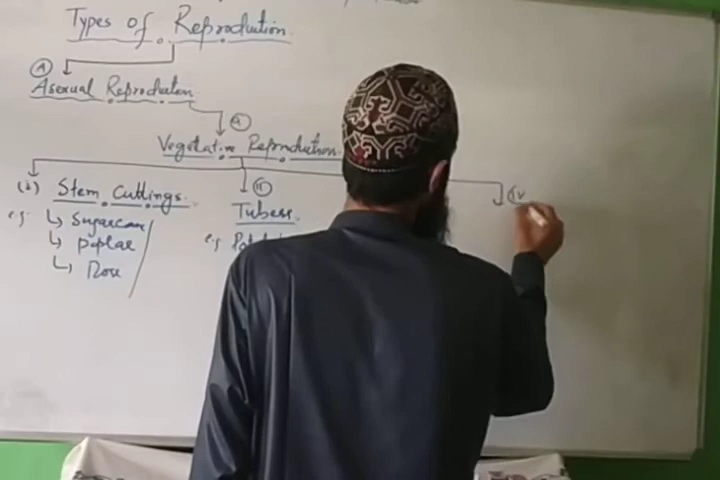 Types of Reproduction
(A)
Asexual Reproduction
(A)
Vegetative Reproduction
(i) Stem Cuttings (ii) (iv
e.g. Sugarcane Tubers
Poplar e.g
Rose